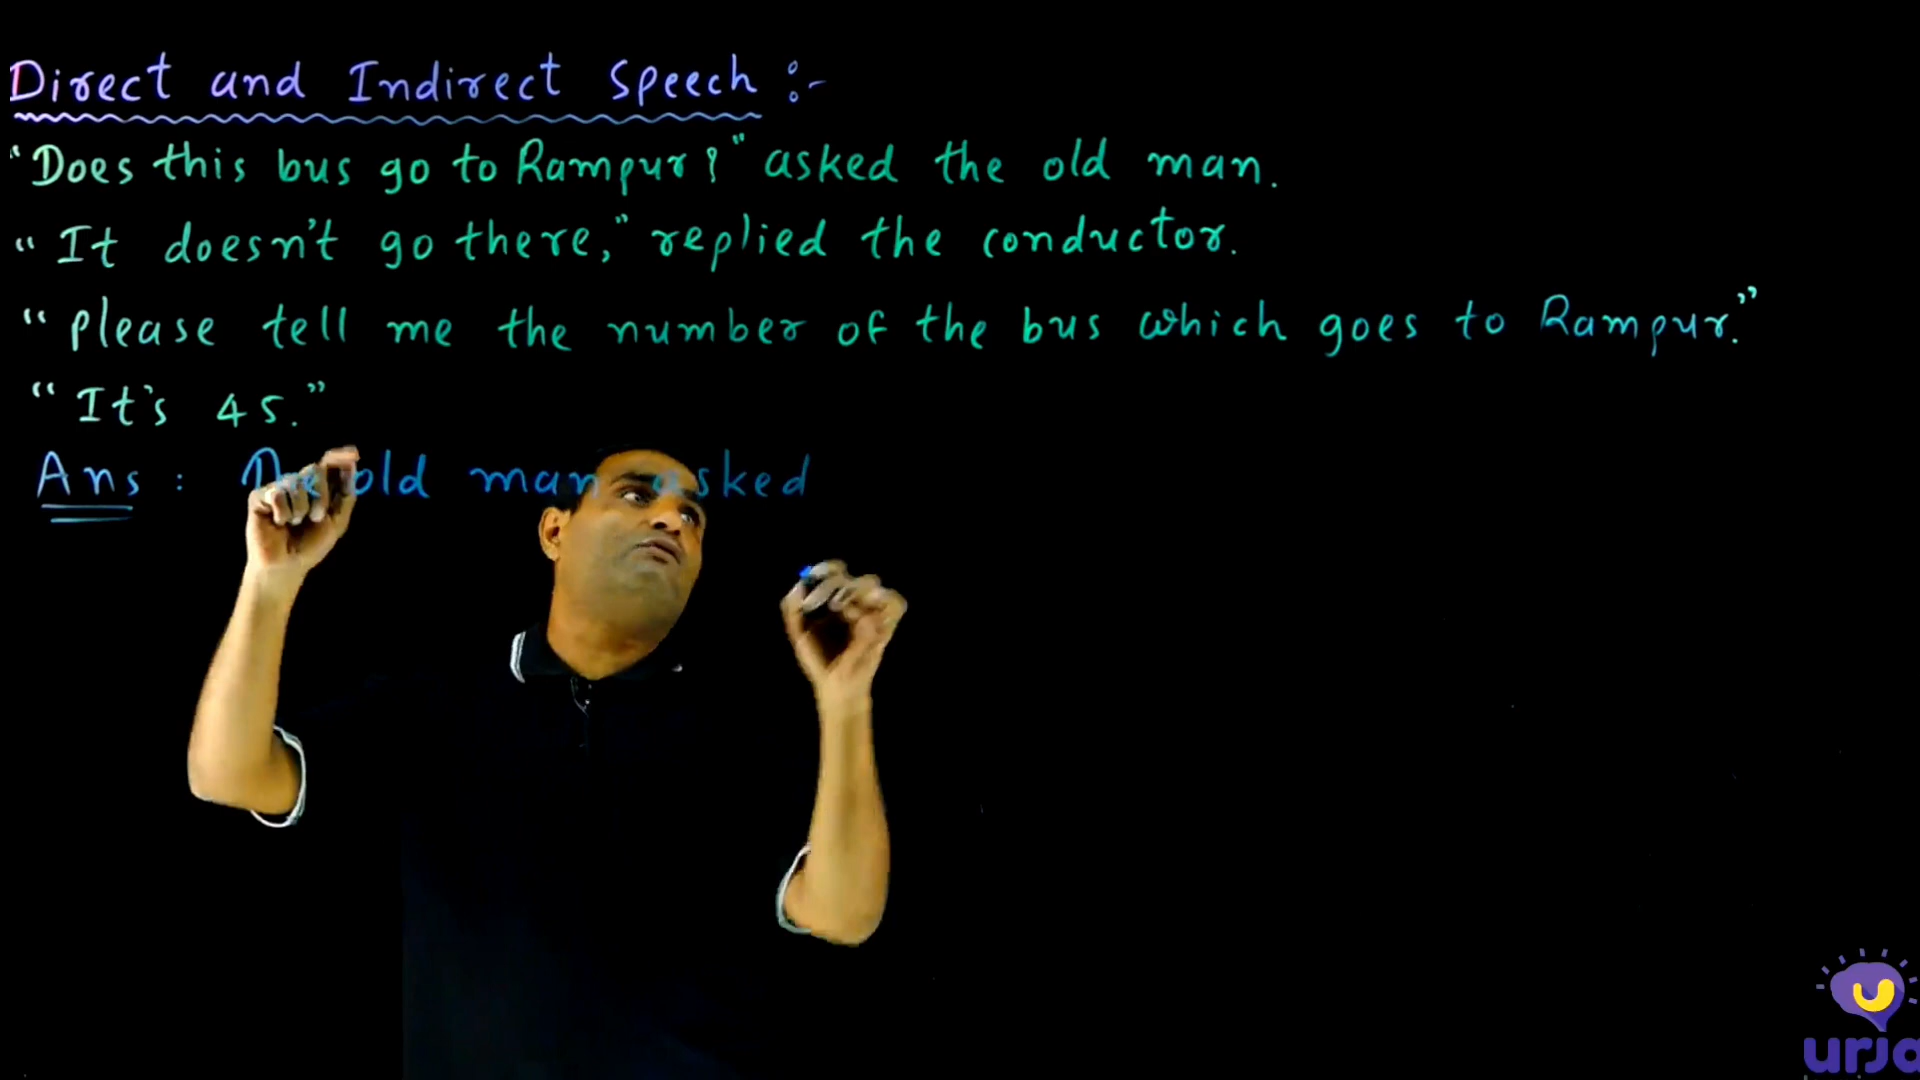 Direct and Indirect Speech :-
"Does this bus go to Rampur?" asked the old man.
"It doesn't go there," replied the conductor.
"please tell me the number of the bus which goes to Rampur."
"It's 45."
Ans : The old man asked
urja